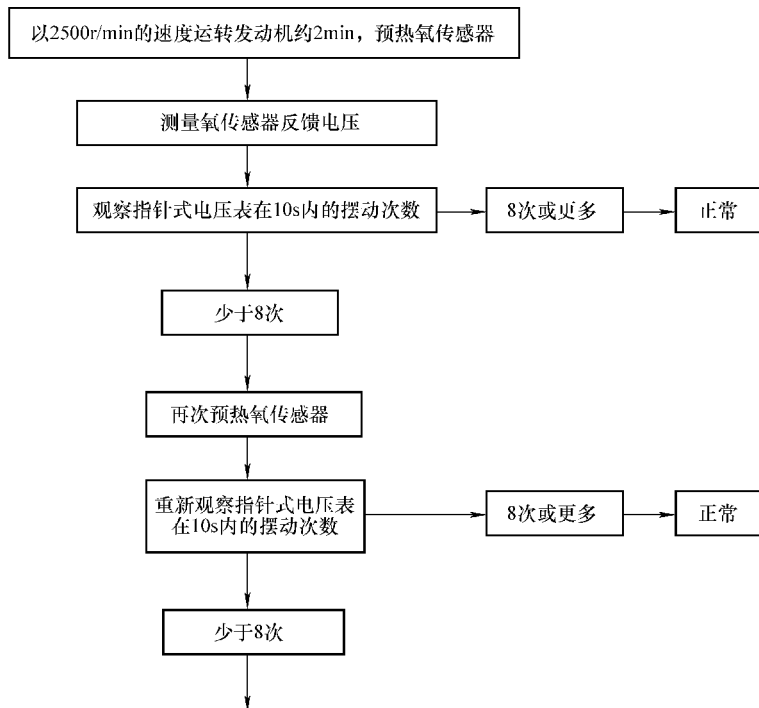 以2500r/min的速度运转发动机约2min，预热氧传感器
测量氧传感器反馈电压
观察指针式电压表在10s内的摆动次数
8次或更多
正常
少于8次
再次预热氧传感器
重新观察指针式电压表
在10s内的摆动次数
8次或更多
正常
少于8次